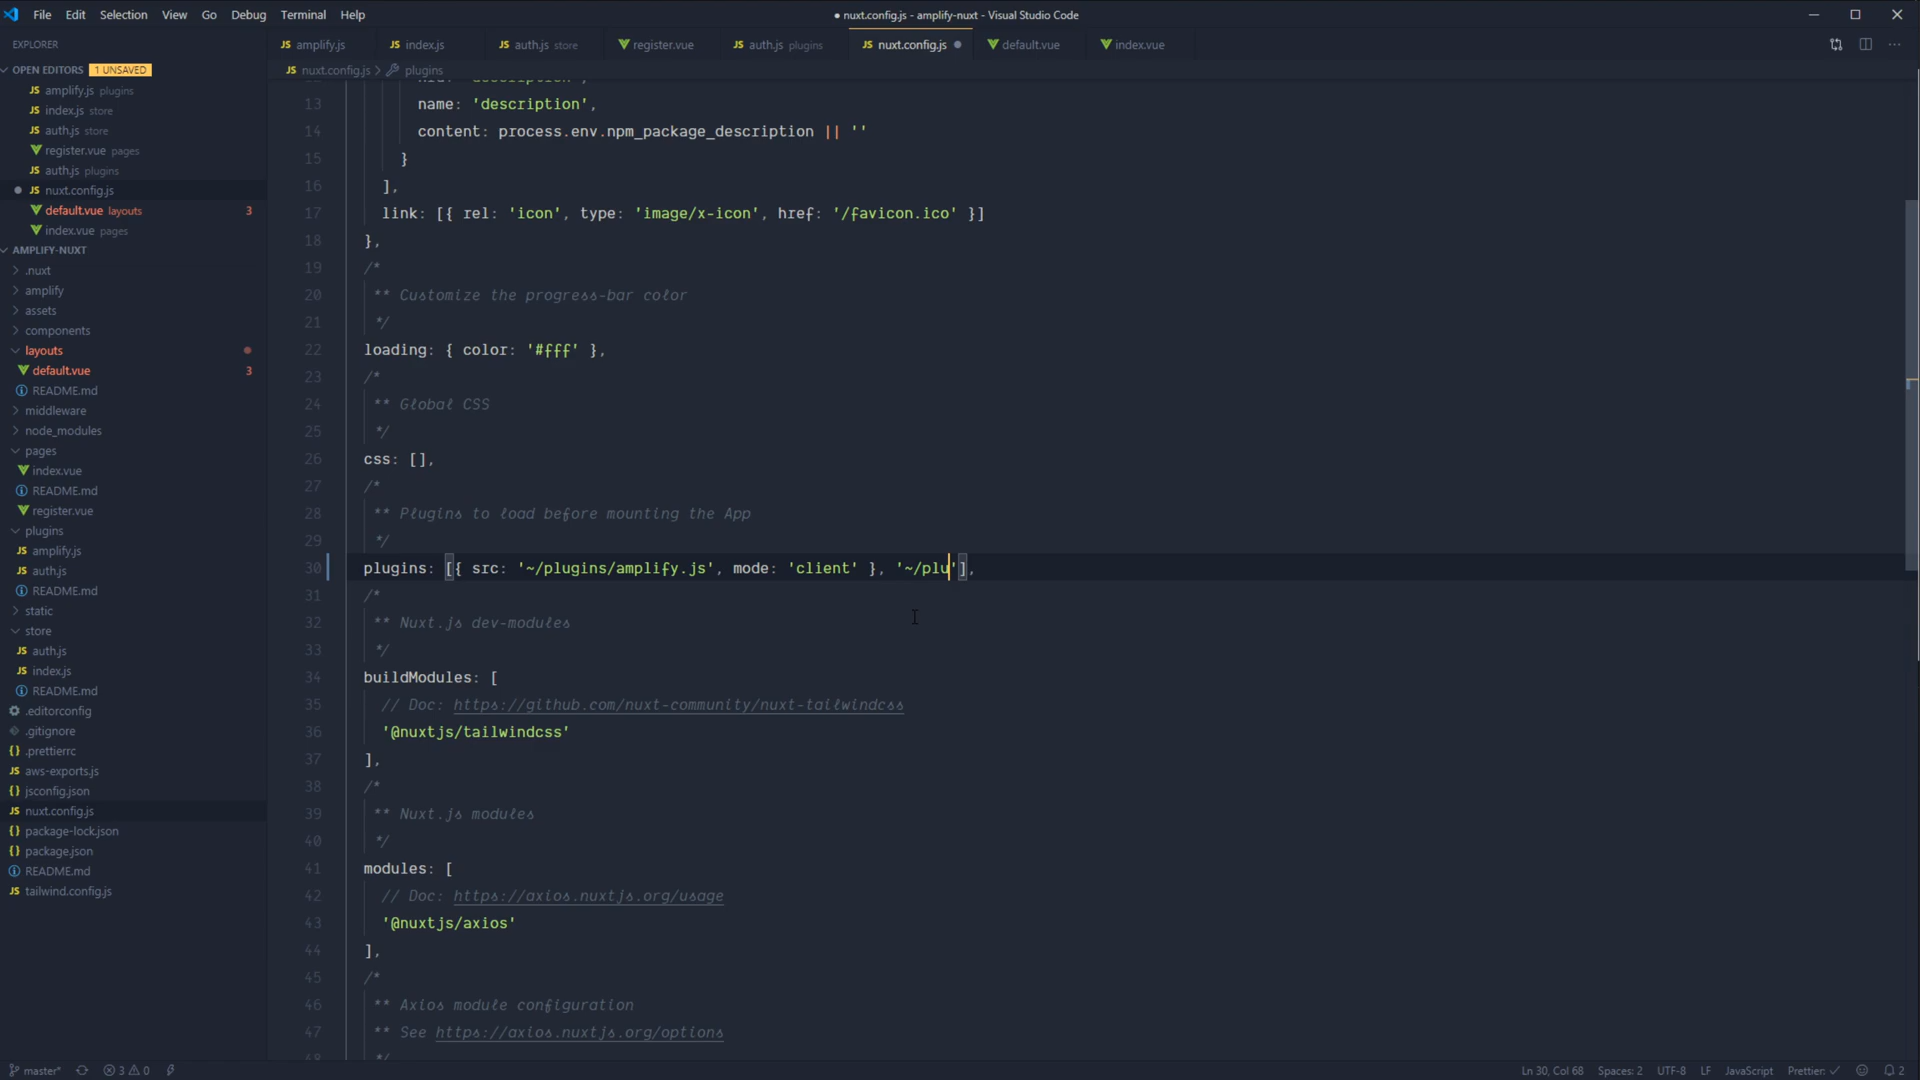 File Edit Selection View Go Debug Terminal Help
● nuxt.config.js - amplify-nuxt - Visual Studio Code
EXPLORER
OPEN EDITORS 1 UNSAVED
JS amplify.js plugins
JS index.js store
JS auth.js store
register.vue pages
JS auth.js plugins
JS nuxt.config.js
default.vue layouts 3
index.vue pages
AMPLIFY-NUXT
.nuxt
amplify
assets
components
layouts
default.vue 3
README.md
middleware
node_modules
pages
index.vue
README.md
register.vue
plugins
JS amplify.js
JS auth.js
README.md
static
store
JS auth.js
JS index.js
README.md
.editorconfig
.gitignore
{} .prettierrc
JS aws-exports.js
{} jsconfig.json
JS nuxt.config.js
{} package-lock.json
{} package.json
README.md
JS tailwind.config.js
JS amplify.js JS index.js JS auth.js store register.vue JS auth.js plugins JS nuxt.config.js default.vue index.vue
JS nuxt.config.js > plugins
13 name: 'description',
14 content: process.env.npm_package_description || ''
15 }
16 ],
17 link: [{ rel: 'icon', type: 'image/x-icon', href: '/favicon.ico' }]
18 },
19 /*
20 ** Customize the progress-bar color
21 */
22 loading: { color: '#fff' },
23 /*
24 ** Global CSS
25 */
26 css: [],
27 /*
28 ** Plugins to load before mounting the App
29 */
30 plugins: [{ src: '~/plugins/amplify.js', mode: 'client' }, '~/plu'],
31 /*
32 ** Nuxt.js dev-modules
33 */
34 buildModules: [
35 // Doc: https://github.com/nuxt-community/nuxt-tailwindcss
36 '@nuxtjs/tailwindcss'
37 ],
38 /*
39 ** Nuxt.js modules
40 */
41 modules: [
42 // Doc: https://axios.nuxtjs.org/usage
43 '@nuxtjs/axios'
44 ],
45 /*
46 ** Axios module configuration
47 ** See https://axios.nuxtjs.org/options
48 */
master* 3 0 Ln 30, Col 68 Spaces: 2 UTF-8 LF JavaScript Prettier: ✓ 2